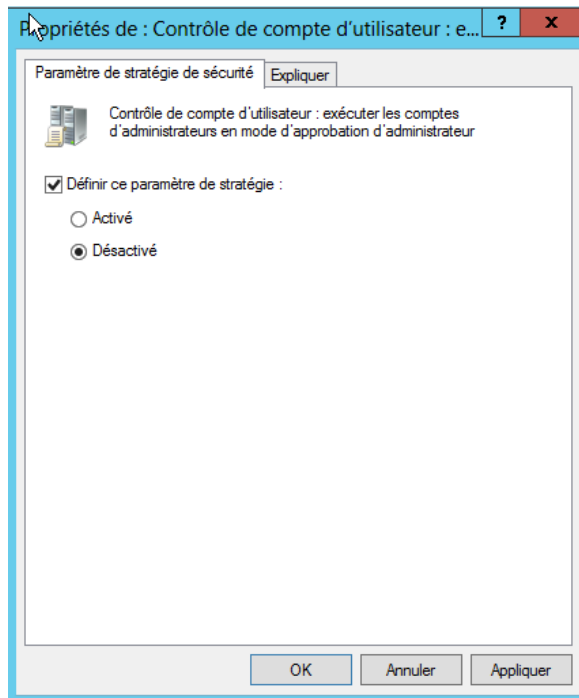 Propriétés de : Contrôle de compte d'utilisateur : e...
?
x
Paramètre de stratégie de sécurité
Expliquer
Contrôle de compte d'utilisateur : exécuter les comptes
d'administrateurs en mode d'approbation d'administrateur
Définir ce paramètre de stratégie :
Activé
Désactivé
OK
Annuler
Appliquer